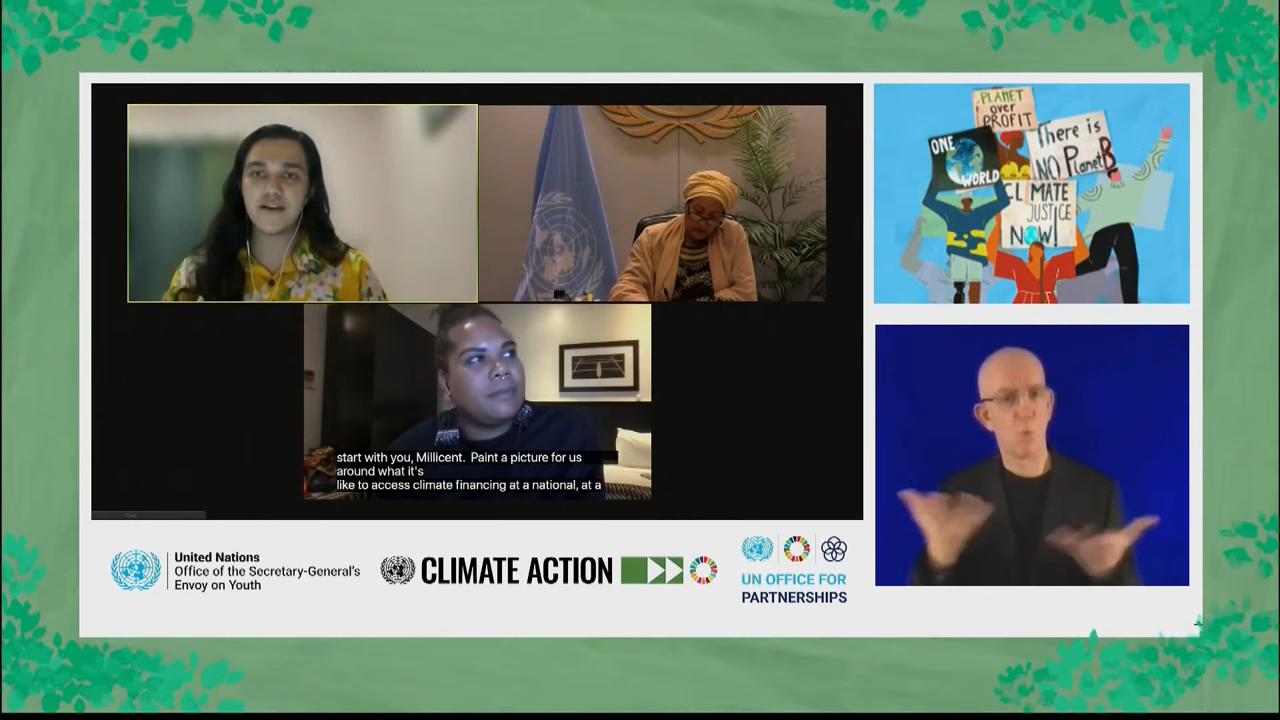 PLANET
over
PROFIT
ONE
WORLD
There is
NO PlanetB
CLIMATE
JUSTICE
NOW!
start with you, Millicent. Paint a picture for us
around what it's
like to access climate financing at a national, at a
United Nations
Office of the Secretary-General's
Envoy on Youth
CLIMATE ACTION
UN OFFICE FOR
PARTNERSHIPS